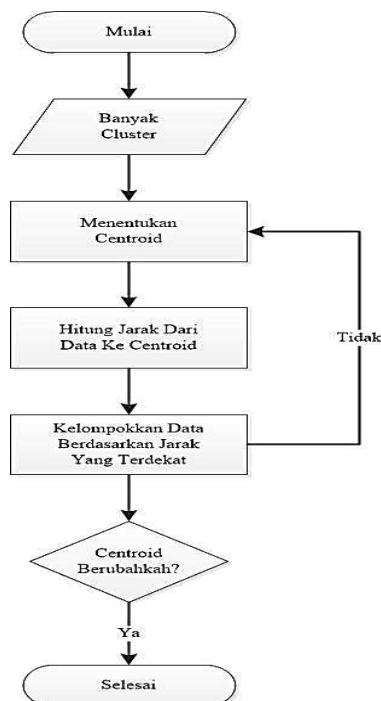 Mulai
Banyak
Cluster
Menentukan
Centroid
Hitung Jarak Dari
Data Ke Centroid
Tidak
Kelompokkan Data
Berdasarkan Jarak
Yang Terdekat
Centroid
Berubahkah?
Ya
Selesai